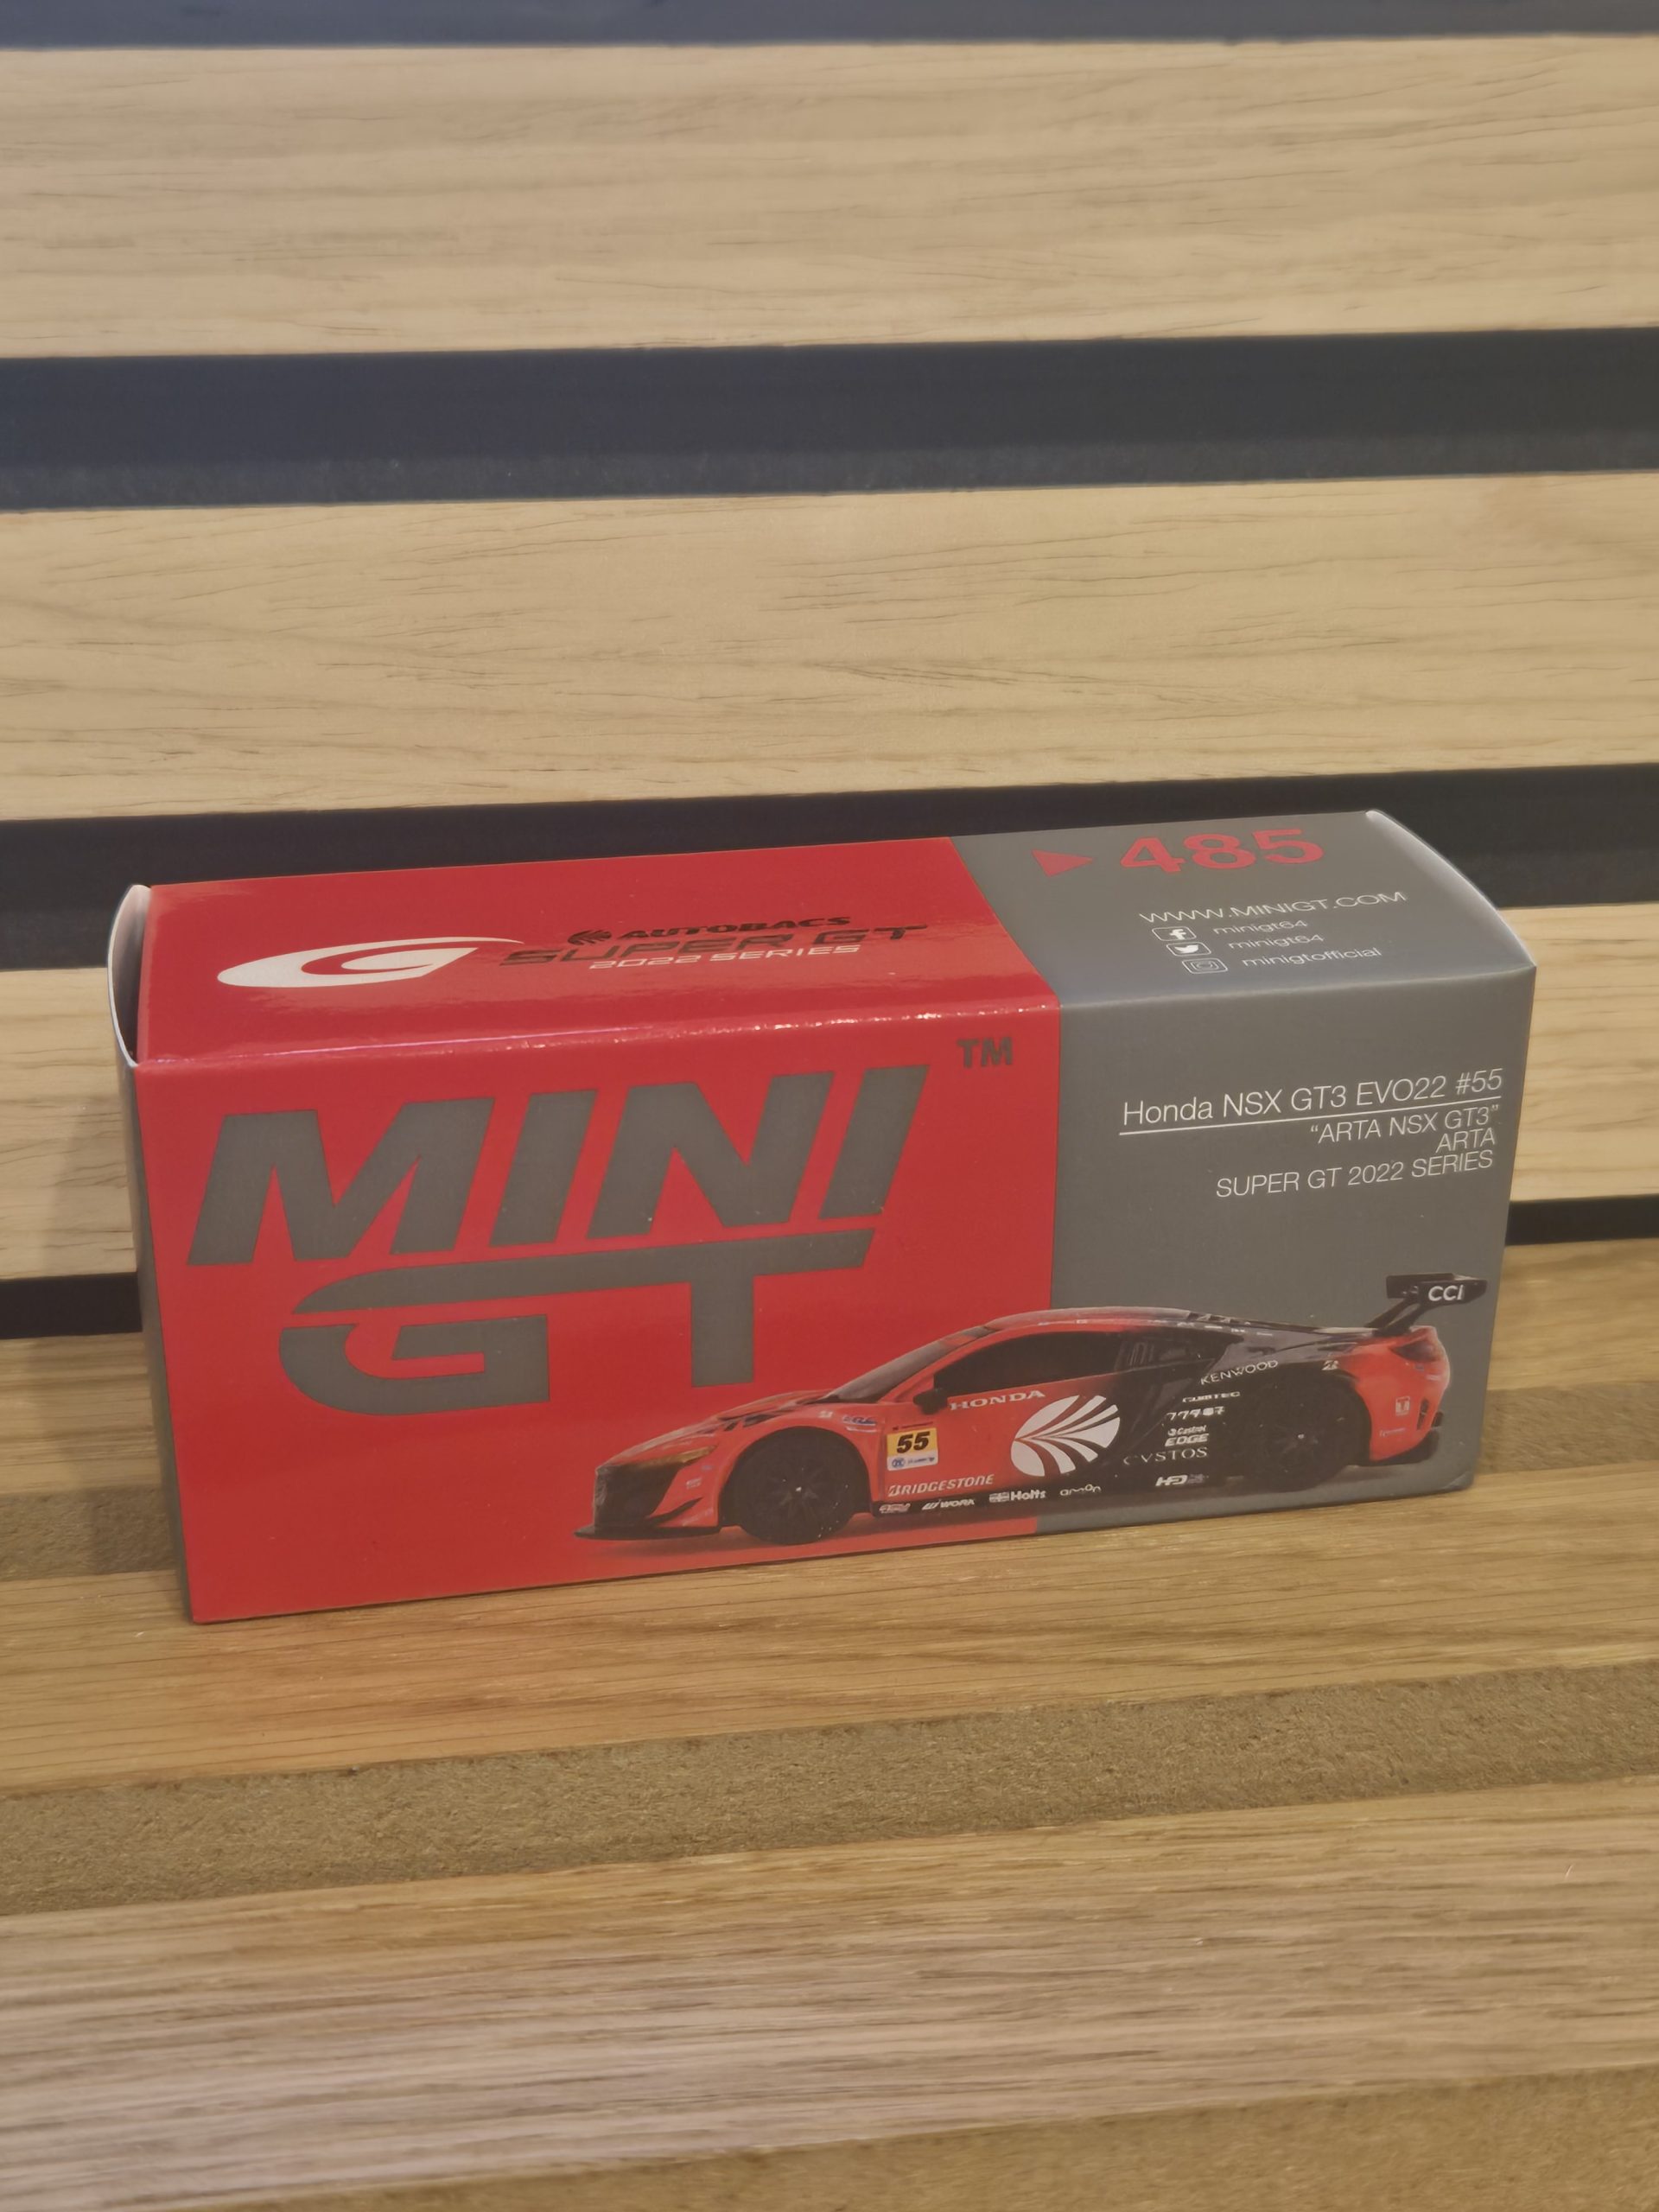 AUTOBACS
SUPER GT
2022 SERIES
485
WWW.MINIGT.COM
minigt64
minigt64
minigtofficial
MINI
GT
TM
Honda NSX GT3 EVO22 #55
“ARTA NSX GT3”
ARTA
SUPER GT 2022 SERIES
CCI
KENWOOD
HONDA
55
Castrol
EDGE
CVSTOS
BRIDGESTONE
WORK
Holts